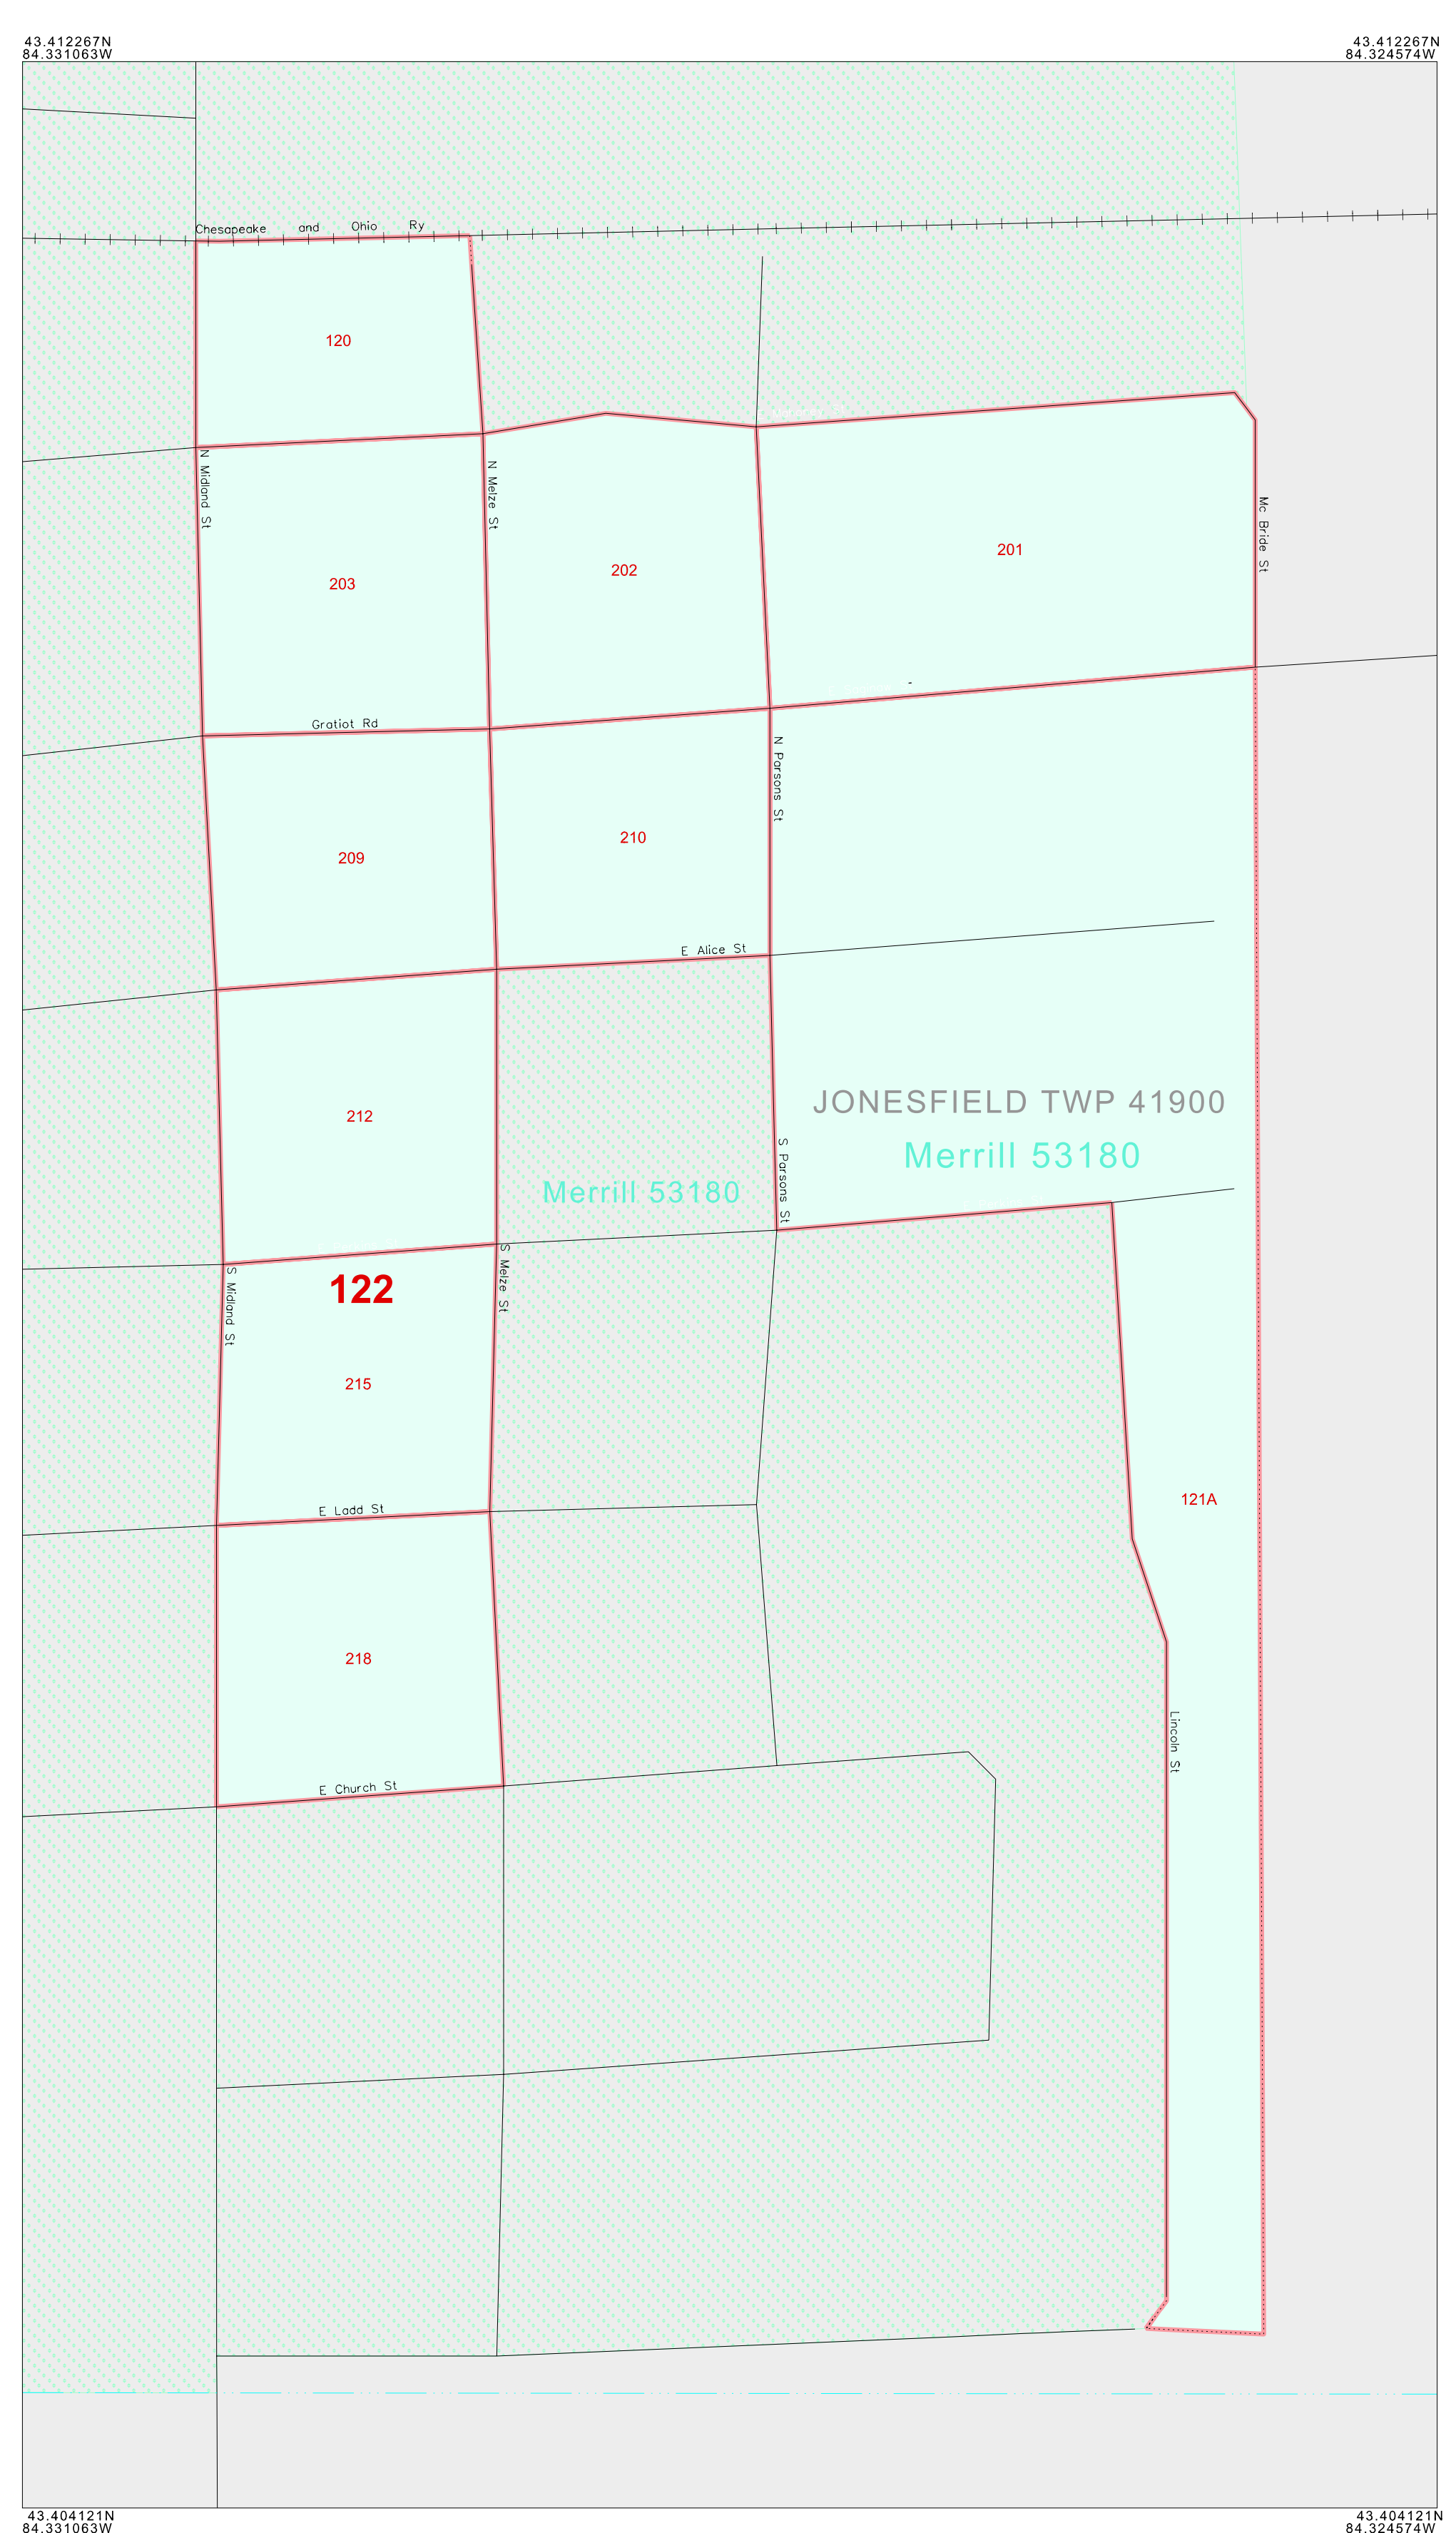 43.412267N
84.331063W
43.412267N
84.324574W
Chesapeake and Ohio Ry
120
N Midland St
N Melze St
Mc Bride St
201
202
203
Gratiot Rd
N Parsons St
210
209
E Alice St
JONESFIELD TWP 41900
212
S Parsons St
Merrill 53180
Merrill 53180
S Melze St
S Midland St
122
215
121A
E Ladd St
218
Lincoln St
E Church St
43.404121N
84.331063W
43.404121N
84.324574W